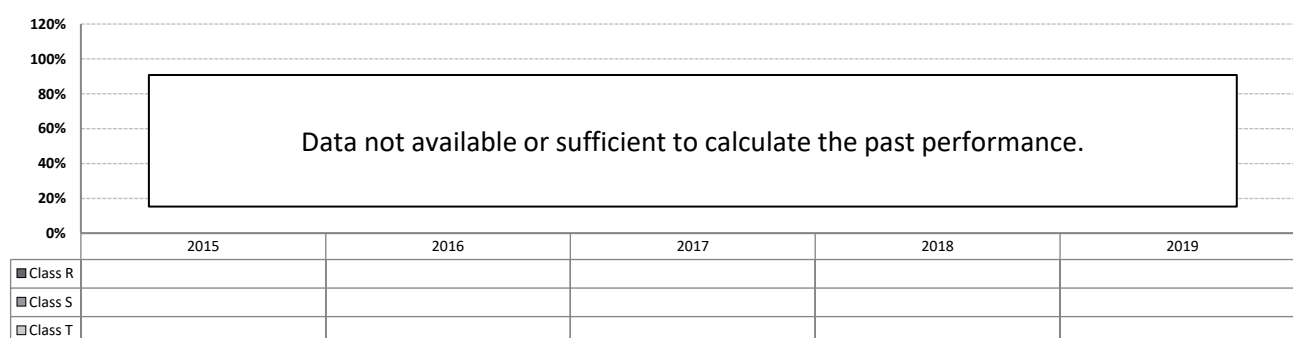 120%
100%
80%
60%
40%
20%
0%
Data not available or sufficient to calculate the past performance.
2015 2016 2017 2018 2019
Class R
Class S
Class T